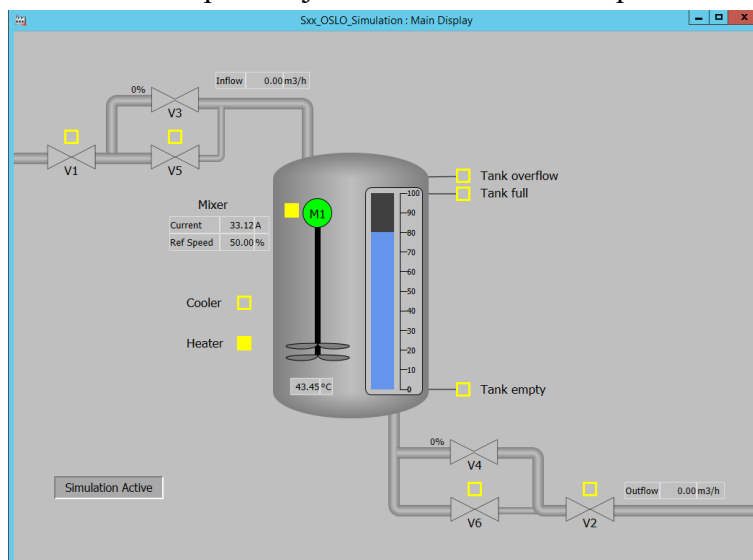 Sxx_OSLO_Simulation : Main Display
Inflow 0.00 m3/h
0%
V3
V1
V5
Tank overflow
Tank full
Mixer
M1
Current 33.12 A
Ref Speed 50.00 %
100
90
80
70
60
50
40
30
20
10
0
Cooler
Heater
43.45 °C
Tank empty
0%
V4
Simulation Active
Outflow 0.00 m3/h
V6
V2